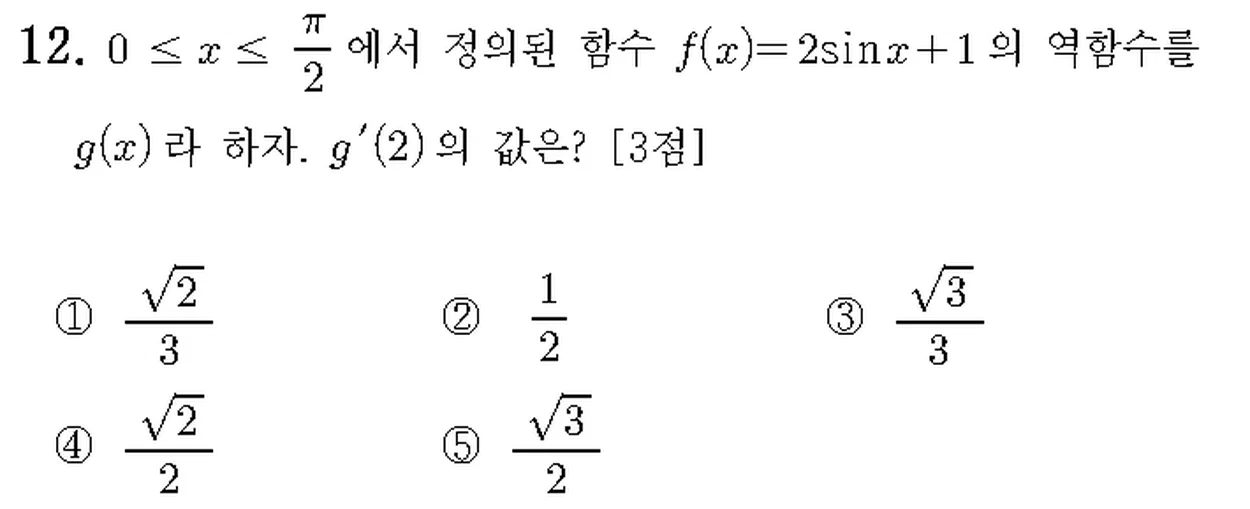 12. 0 ≤ x ≤ π/2 에서 정의된 함수 f(x)=2sinx+1 의 역함수를
g(x)라 하자. g′(2)의 값은? [3점]
① √2/3 ② 1/2 ③ √3/3
④ √2/2 ⑤ √3/2